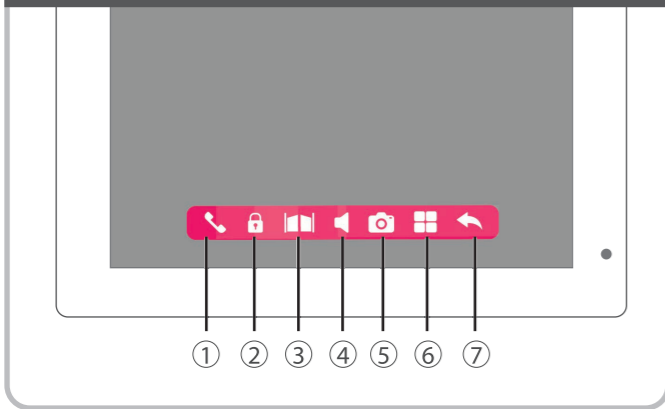 ① ② ③ ④ ⑤ ⑥ ⑦